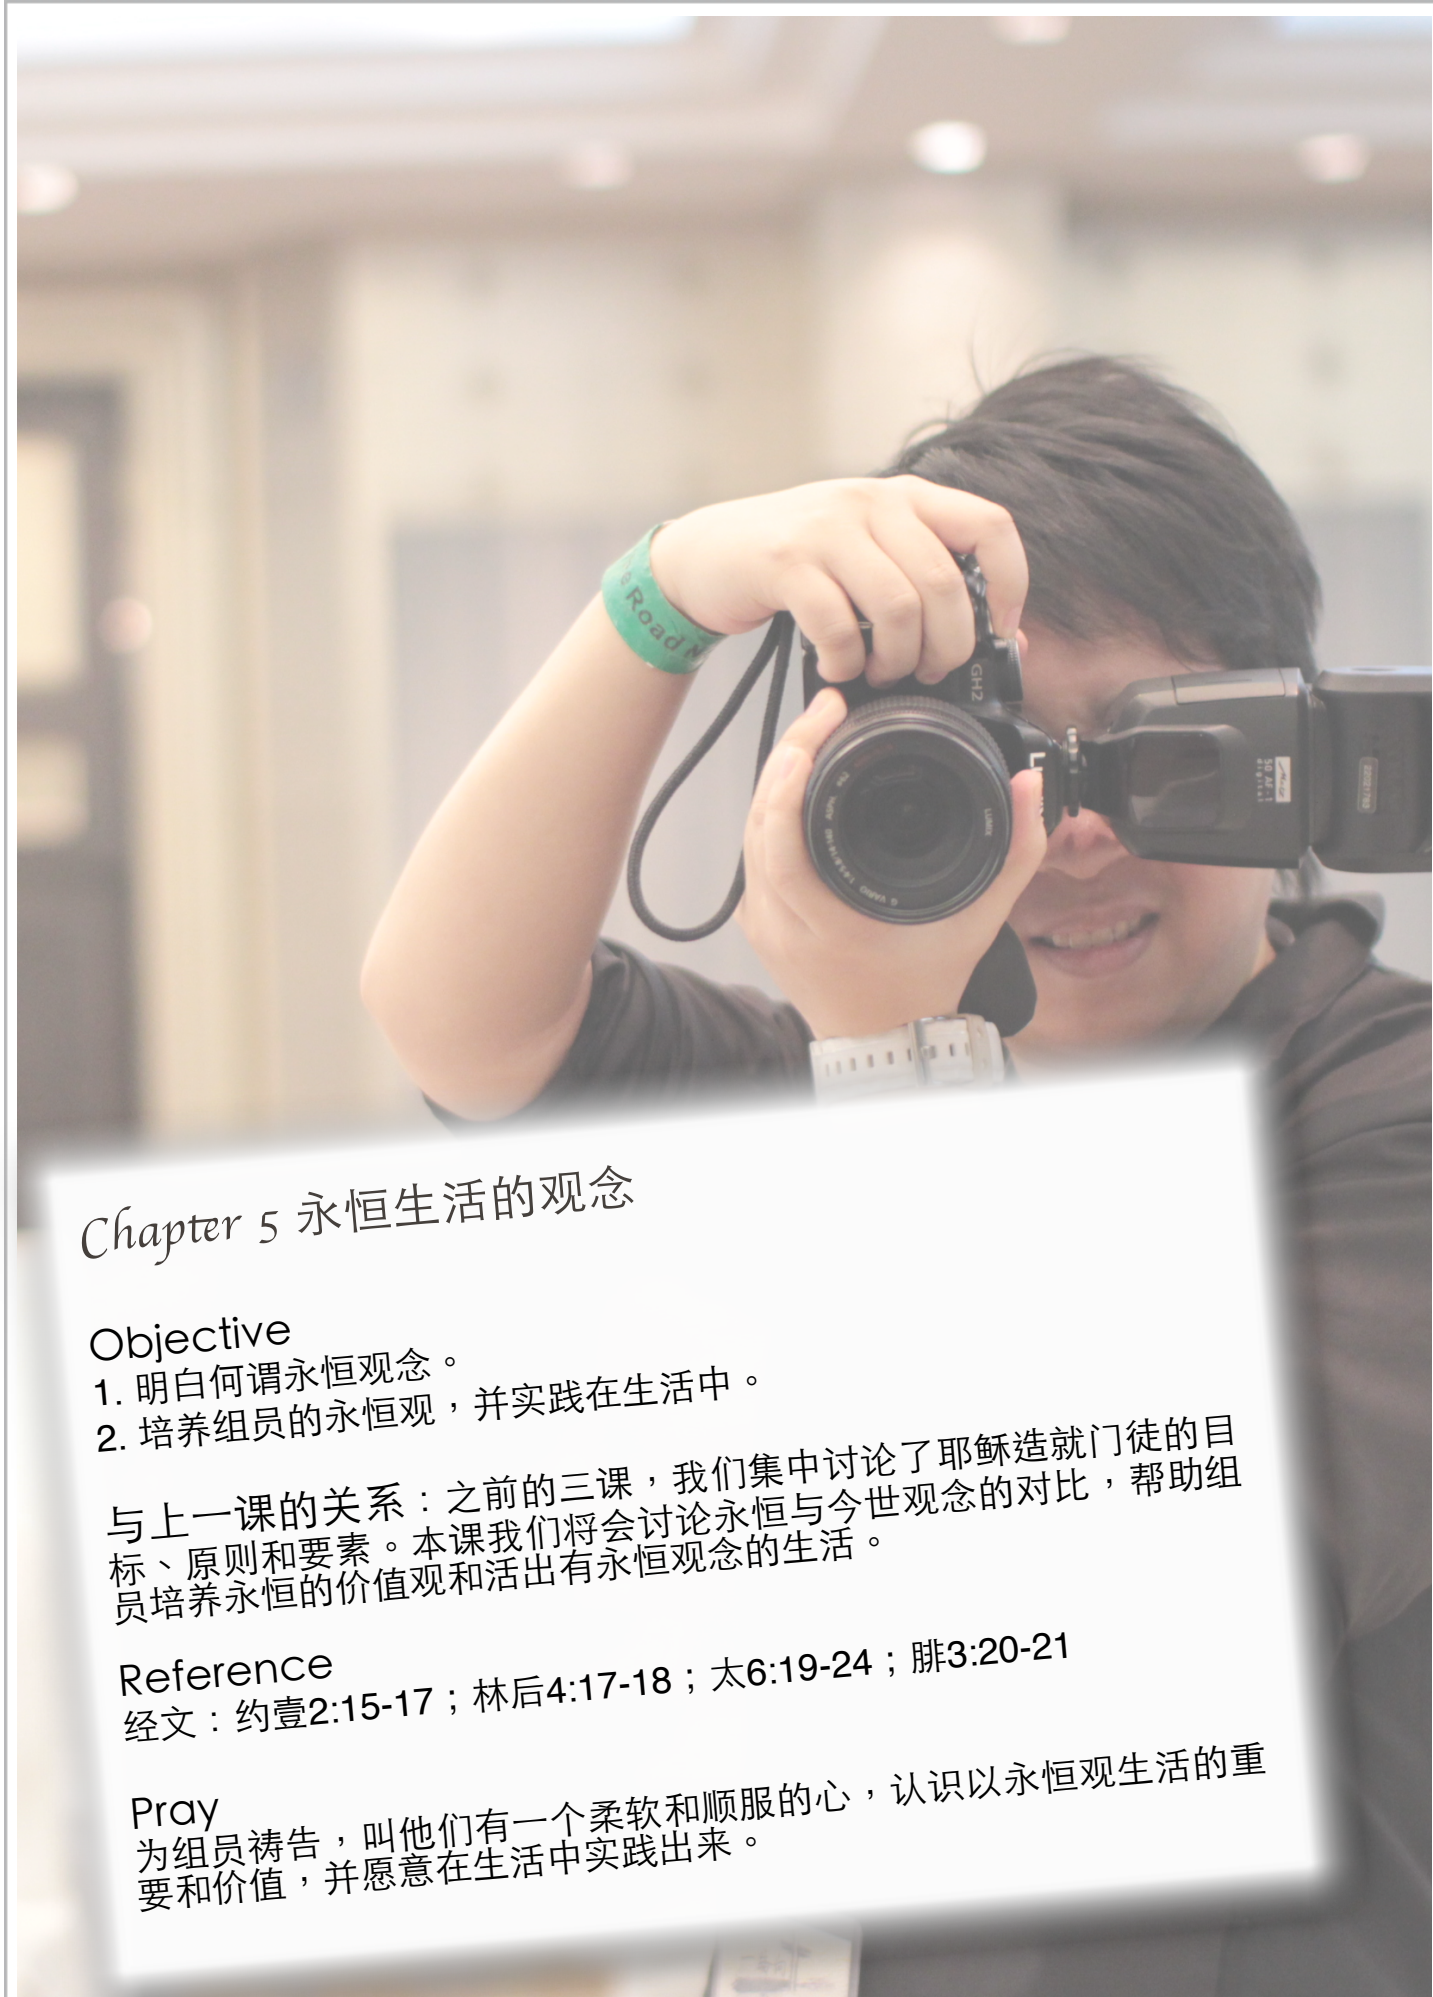 e Road N
GH2
LUMIX
G VARIO
50 AF-1
digital
Chapter 5 永恒生活的观念
Objective
1. 明白何谓永恒观念。
2. 培养组员的永恒观，并实践在生活中。
与上一课的关系：之前的三课，我们集中讨论了耶稣造就门徒的目
标、原则和要素。本课我们将会讨论永恒与今世观念的对比，帮助组
员培养永恒的价值观和活出有永恒观念的生活。
Reference
经文：约壹2:15-17；林后4:17-18；太6:19-24；腓3:20-21
Pray
为组员祷告，叫他们有一个柔软和顺服的心，认识以永恒观生活的重
要和价值，并愿意在生活中实践出来。